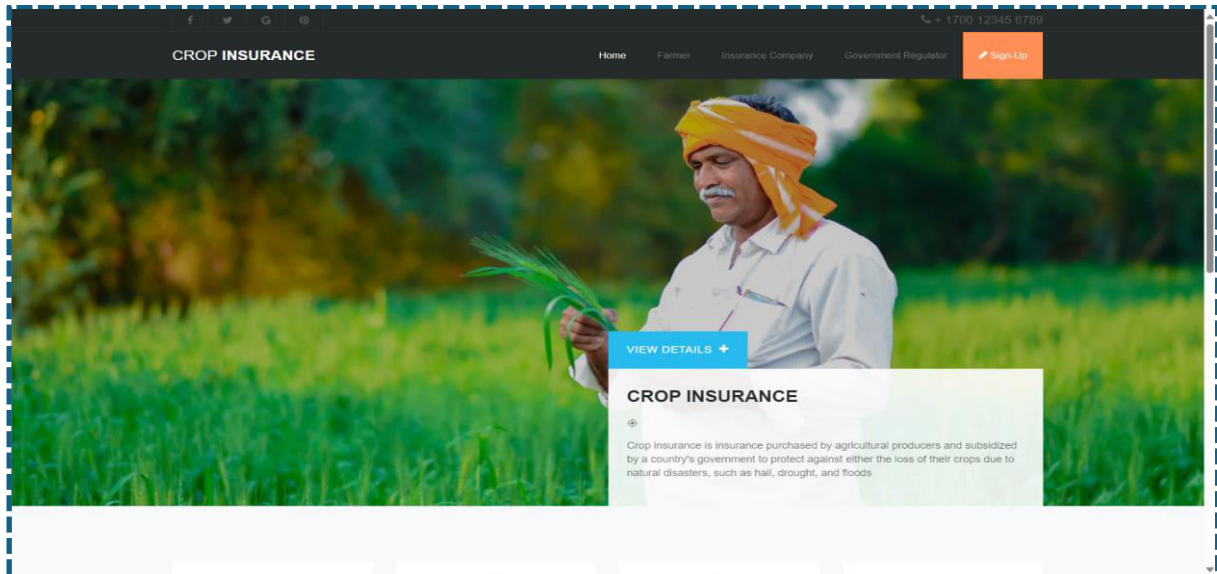 + 1700 12345 6789
CROP INSURANCE
Home
Farmer
Insurance Company
Government Regulator
Sign-Up
VIEW DETAILS +
CROP INSURANCE
Crop insurance is insurance purchased by agricultural producers and subsidized
by a country's government to protect against either the loss of their crops due to
natural disasters, such as hail, drought, and floods